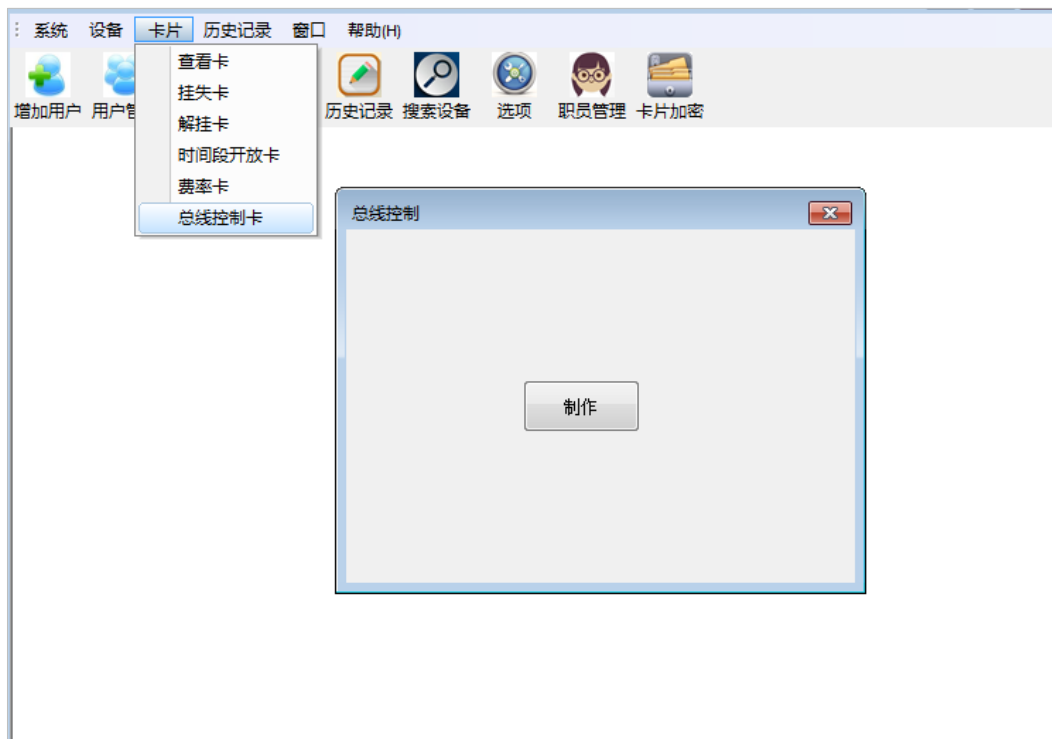 系统 设备 卡片 历史记录 窗口 帮助(H)
查看卡
挂失卡
解挂卡
时间段开放卡
费率卡
总线控制卡
增加用户 用户管 历史记录 搜索设备 选项 职员管理 卡片加密
总线控制
制作